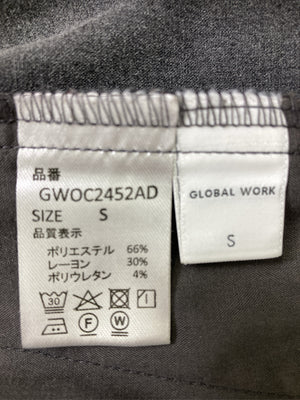 品番
GWOC2452AD
SIZE S
品質表示
ポリエステル 66%
レーヨン 30%
ポリウレタン 4%
30
F W
GLOBAL WORK
S